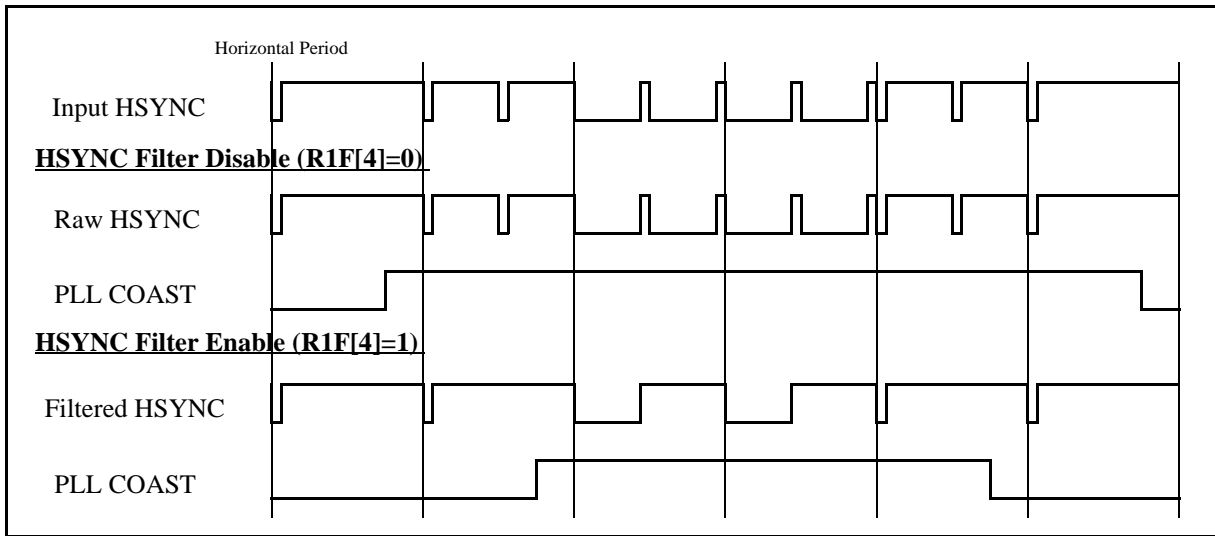 Horizontal Period
Input HSYNC
HSYNC Filter Disable (R1F[4]=0)
Raw HSYNC
PLL COAST
HSYNC Filter Enable (R1F[4]=1)
Filtered HSYNC
PLL COAST